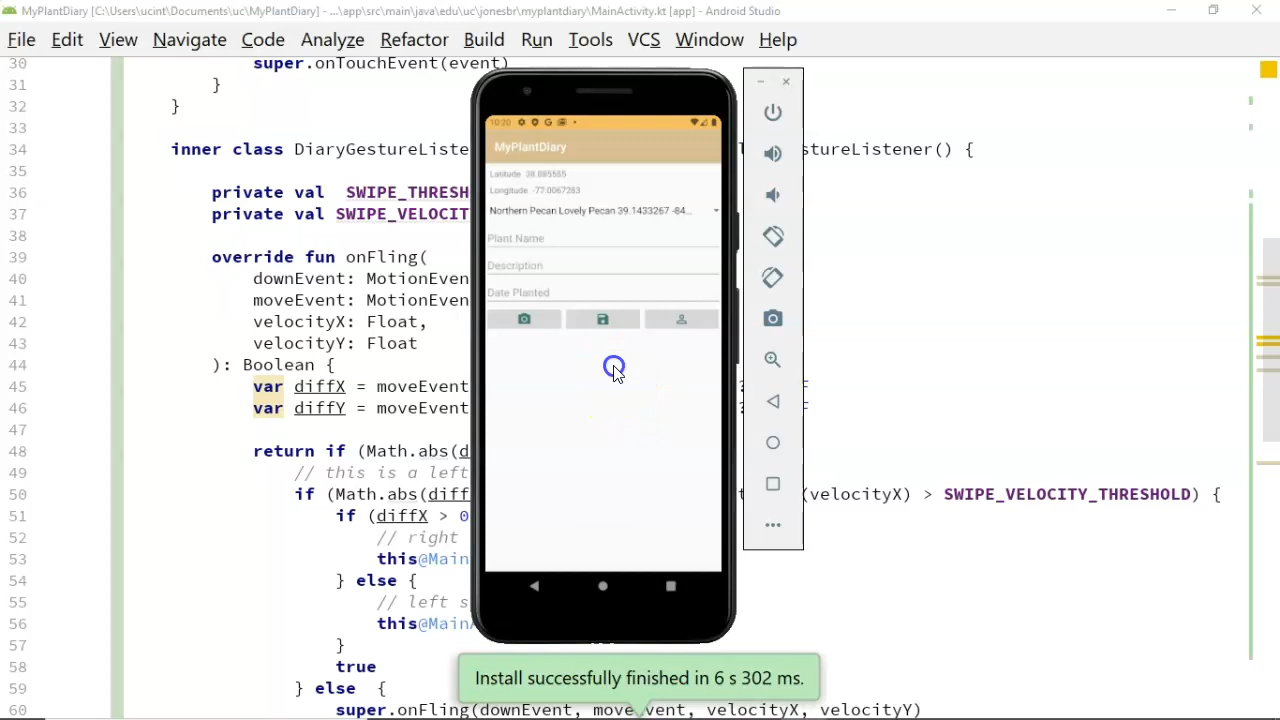 MyPlantDiary [C:\Users\ucint\Documents\uc\MyPlantDiary] - ...\app\src\main\java\edu\uc\jonesbr\myplantdiary\MainActivity.kt [app] - Android Studio
File Edit View Navigate Code Analyze Refactor Build Run Tools VCS Window Help
30 super.onTouchEvent(event)
31 }
32 }
33
34 inner class DiaryGestureListe stureListener() {
35
36 private val SWIPE_THRESH
37 private val SWIPE_VELOCIT
38
39 override fun onFling(
40 downEvent: MotionEven
41 moveEvent: MotionEven
42 velocityX: Float,
43 velocityY: Float
44 ): Boolean {
45 var diffX = moveEvent
46 var diffY = moveEvent
47
48 return if (Math.abs(d
49 // this is a left
50 if (Math.abs(diff (velocityX) > SWIPE_VELOCITY_THRESHOLD) {
51 if (diffX > 0
52 // right
53 this@Main
54 } else {
55 // left s
56 this@MainA
57 }
58 true
59 } else {
60 super.onFling(downEvent, moveEvent, velocityX, velocityY)
10:20
MyPlantDiary
Latitude 38.885555
Longitude -77.0067283
Northern Pecan Lovely Pecan 39.1433267 -84...
Plant Name
Description
Date Planted
Install successfully finished in 6 s 302 ms.